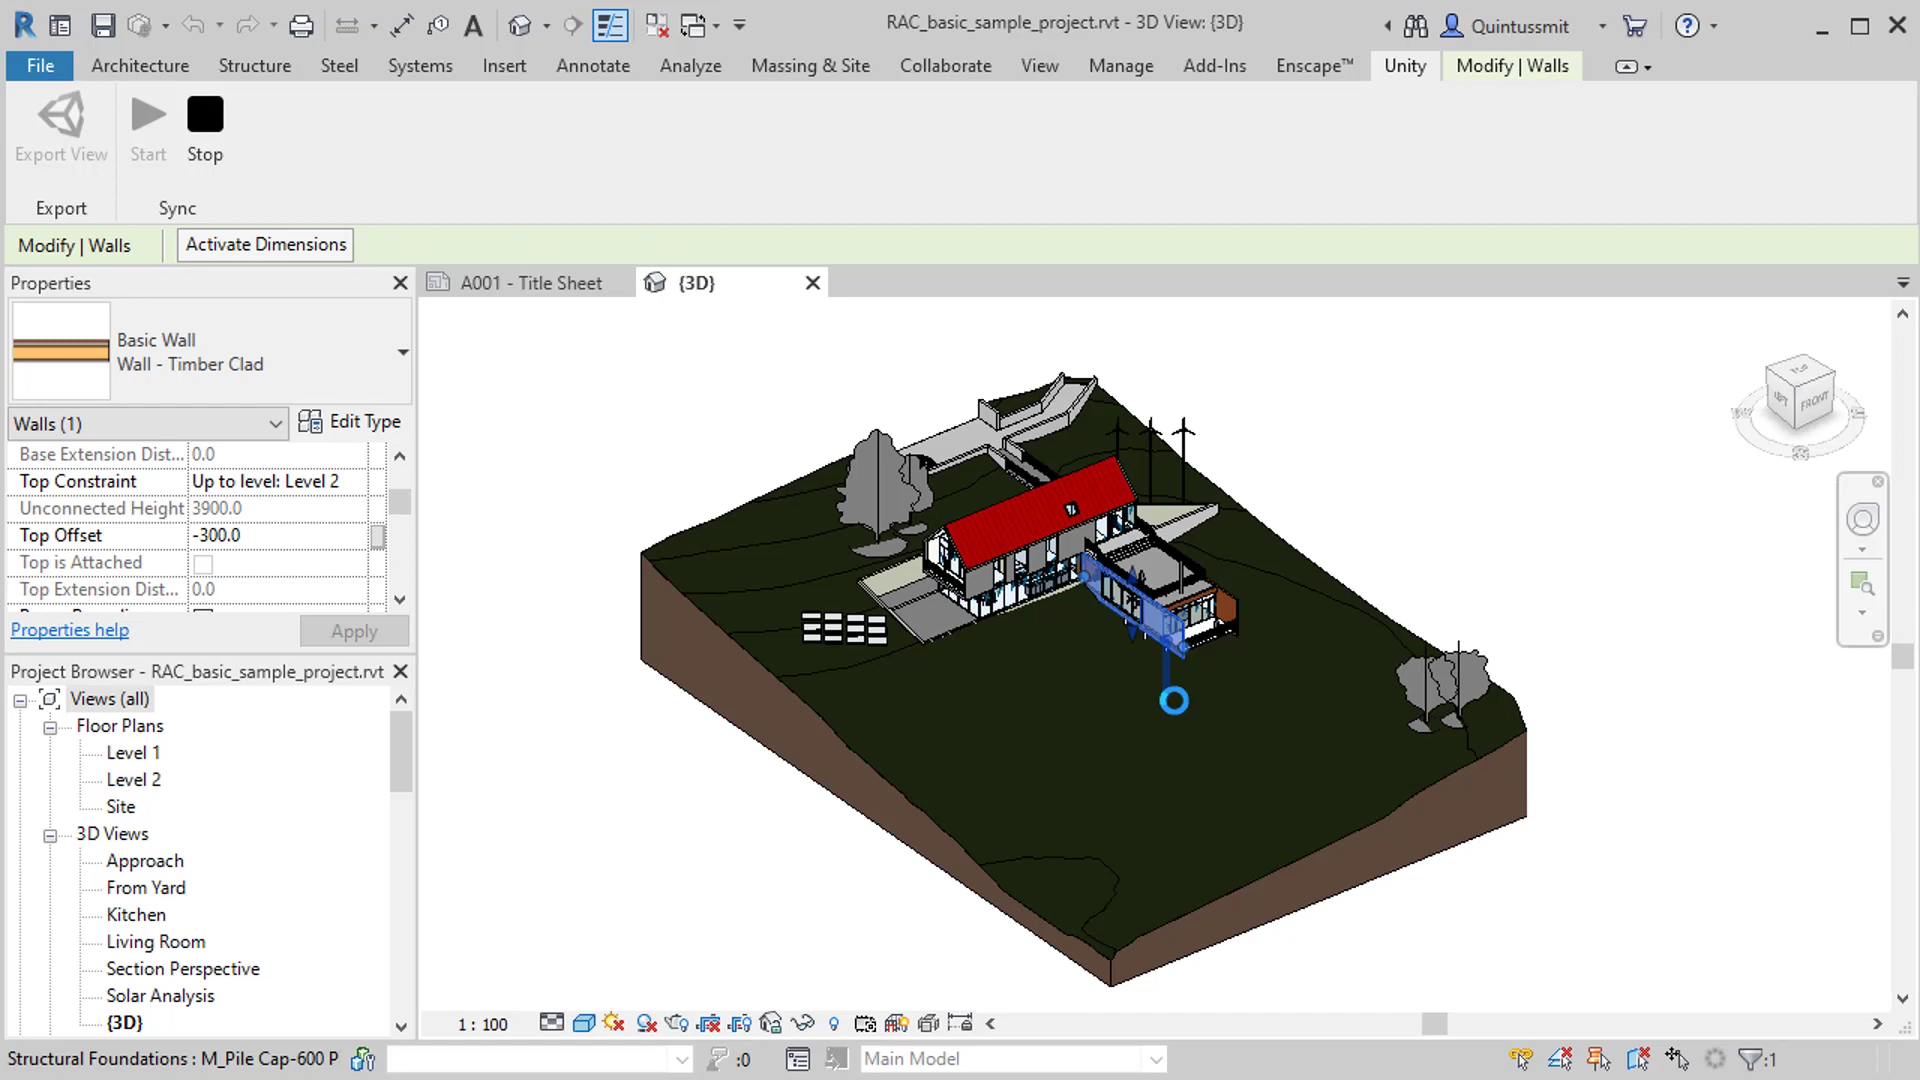 RAC_basic_sample_project.rvt - 3D View: {3D}
Quintussmit
File Architecture Structure Steel Systems Insert Annotate Analyze Massing & Site Collaborate View Manage Add-Ins Enscape™ Unity Modify | Walls
Export View Start Stop
Export Sync
Modify | Walls Activate Dimensions
Properties
A001 - Title Sheet {3D}
Basic Wall
Wall - Timber Clad
Walls (1) Edit Type
Base Extension Dist... 0.0
Top Constraint Up to level: Level 2
Unconnected Height 3900.0
Top Offset -300.0
Top is Attached
Top Extension Dist... 0.0
Properties help Apply
Project Browser - RAC_basic_sample_project.rvt
Views (all)
Floor Plans
Level 1
Level 2
Site
3D Views
Approach
From Yard
Kitchen
Living Room
Section Perspective
Solar Analysis
{3D}
TOP
FRONT
1 : 100
Structural Foundations : M_Pile Cap-600 P :0 Main Model :1